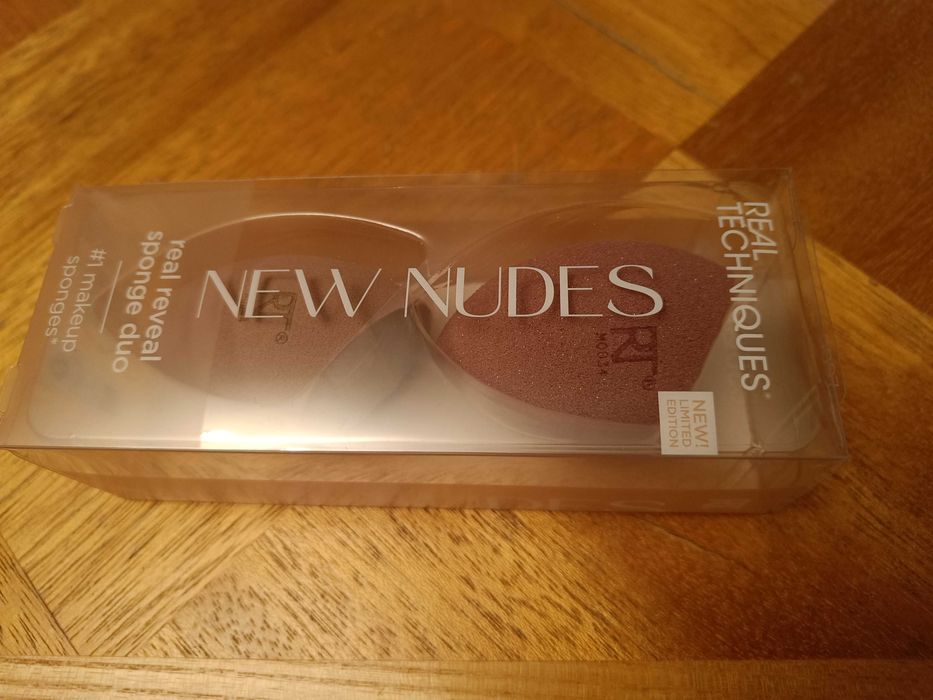 REAL
TECHNIQUES®
NEW NUDES
real reveal
sponge duo
#1 makeup
sponges*
NEW!
LIMITED
EDITION
RT®
RT®